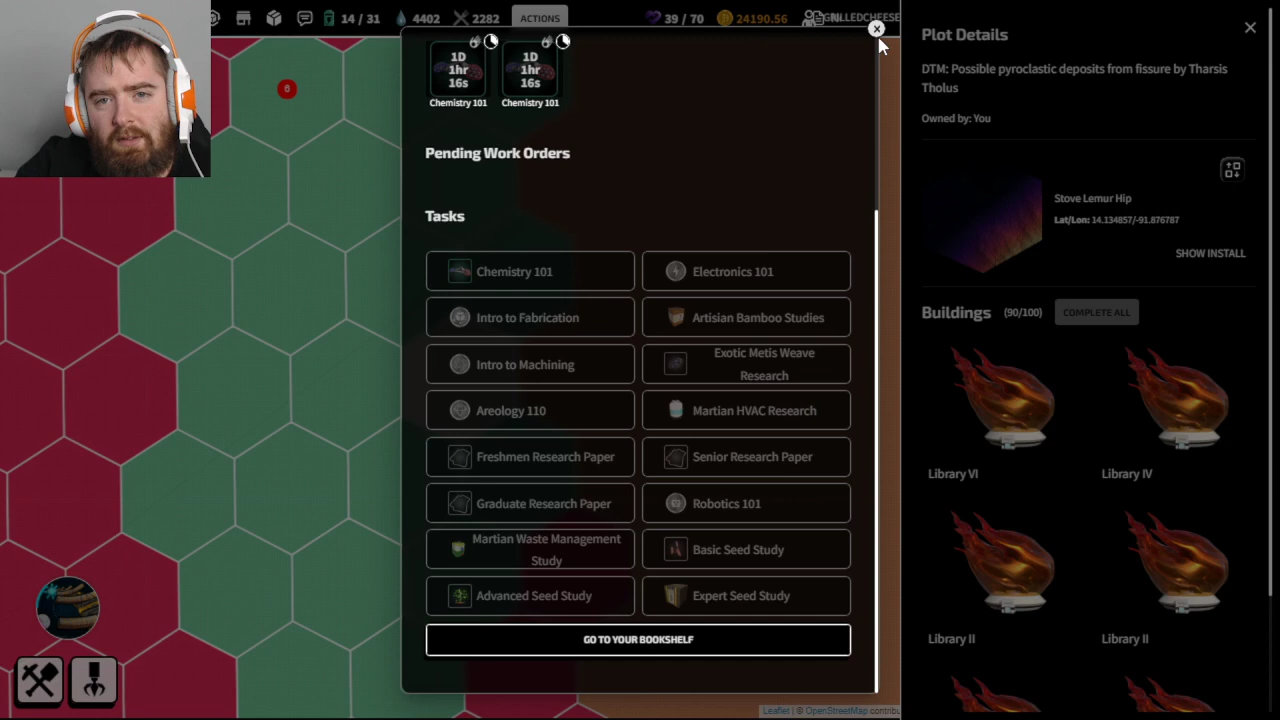 14 / 31
4402
2282
ACTIONS
39 / 70
24190.56
GRILLEDCHEESE
6
1D
1hr
16s
Chemistry 101
1D
1hr
16s
Chemistry 101
Pending Work Orders
Tasks
Chemistry 101
Electronics 101
Intro to Fabrication
Artisian Bamboo Studies
Intro to Machining
Exotic Metis Weave
Research
Areology 110
Martian HVAC Research
Freshmen Research Paper
Senior Research Paper
Graduate Research Paper
Robotics 101
Martian Waste Management
Study
Basic Seed Study
Advanced Seed Study
Expert Seed Study
GO TO YOUR BOOKSHELF
Leaflet | © OpenStreetMap contribu
Plot Details
DTM: Possible pyroclastic deposits from fissure by Tharsis
Tholus
Owned by: You
Stove Lemur Hip
Lat/Lon: 14.134857/-91.876787
SHOW INSTALL
Buildings (90/100) COMPLETE ALL
Library VI
Library IV
Library II
Library II